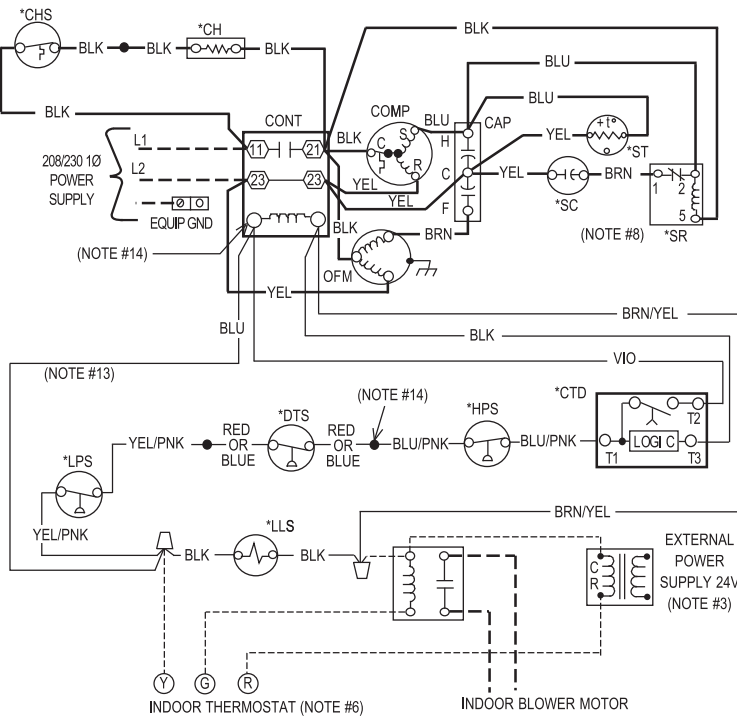 *CHS
BLK
BLK
*CH
BLK
BLK
BLU
BLK
CONT
COMP
BLU
CAP
BLU
H
+t°
YEL
*ST
L1
11
21
BLK
C
S
R
208/230 1Ø
POWER
SUPPLY
L2
23
23
YEL
YEL
C
YEL
BRN
*SC
1
2
5
*SR
(NOTE #8)
EQUIP GND
F
BLK
BRN
(NOTE #14)
OFM
YEL
BRN/YEL
BLU
BLK
VIO
(NOTE #13)
(NOTE #14)
*CTD
*DTS
*HPS
T2
YEL/PNK
RED
OR
BLUE
RED
OR
BLUE
BLU/PNK
BLU/PNK
LOGIC
T1
T3
*LPS
YEL/PNK
BRN/YEL
*LLS
BLK
BLK
EXTERNAL
POWER
SUPPLY 24V
(NOTE #3)
C
R
Y
G
R
INDOOR THERMOSTAT (NOTE #6)
INDOOR BLOWER MOTOR